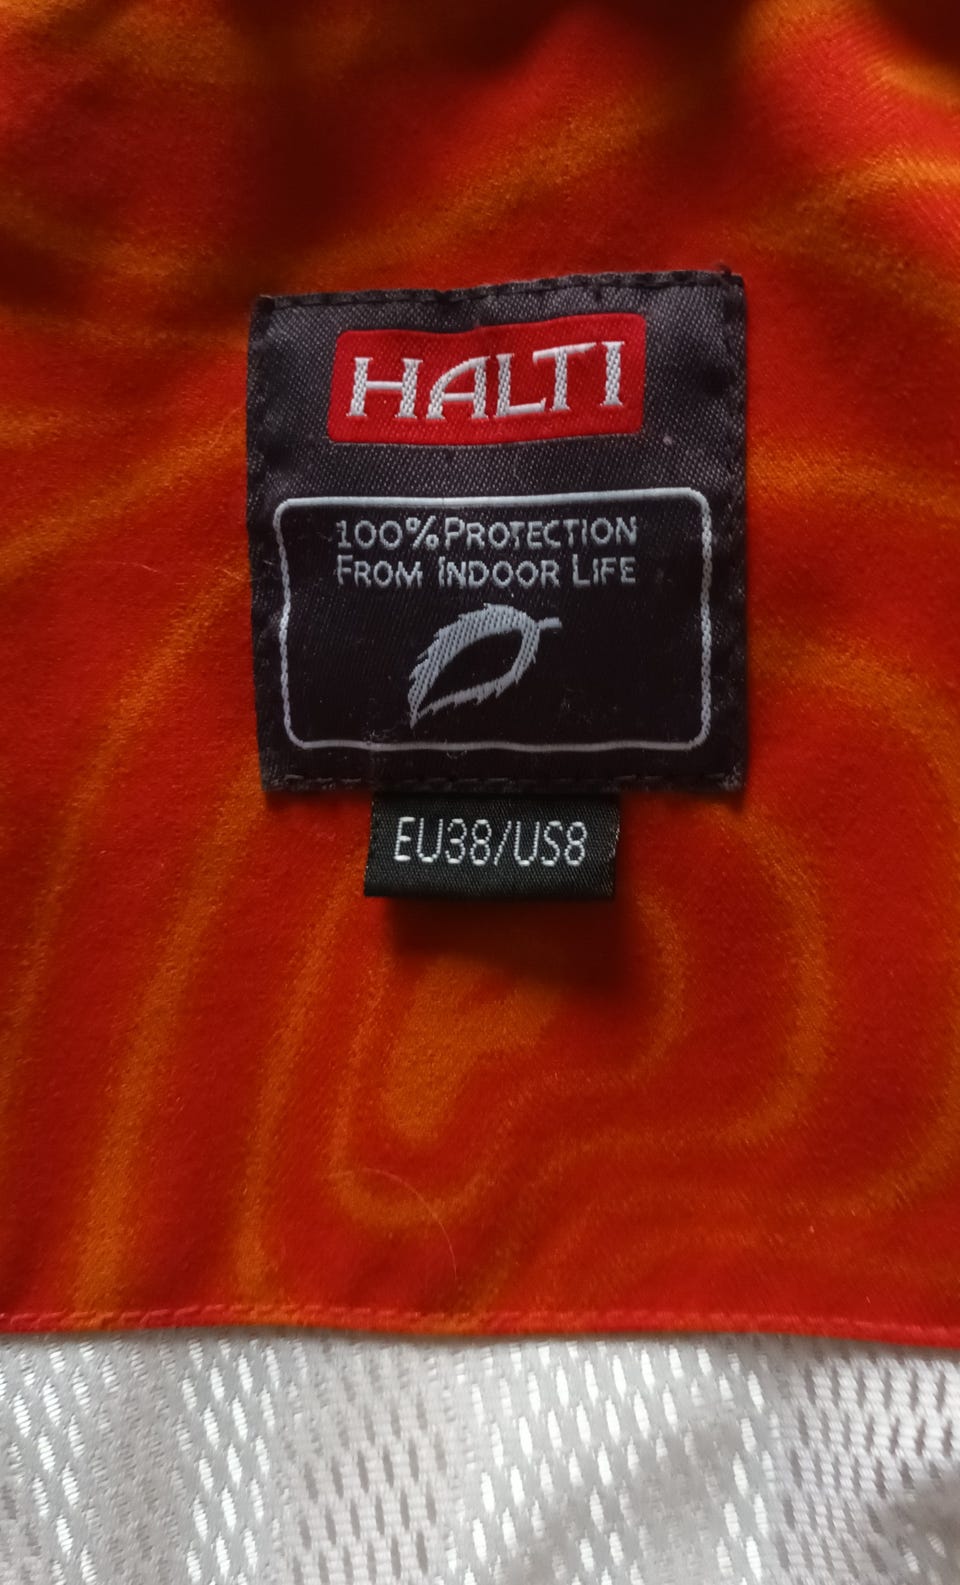 HALTI
100% PROTECTION
FROM INDOOR LIFE
EU38/US8